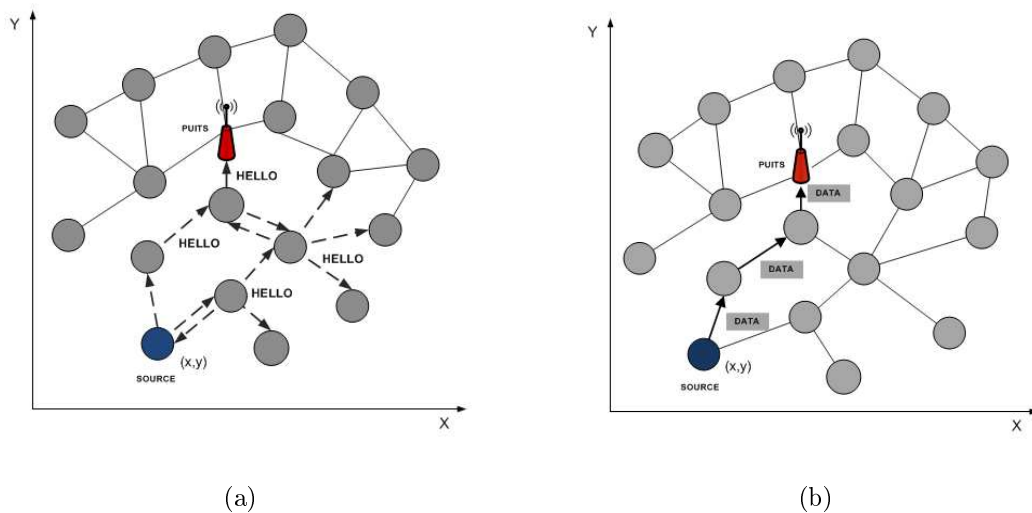 Y
PUITS
HELLO
HELLO
HELLO
HELLO
(x,y)
SOURCE
X
(a)
Y
PUITS
DATA
DATA
DATA
(x,y)
SOURCE
X
(b)